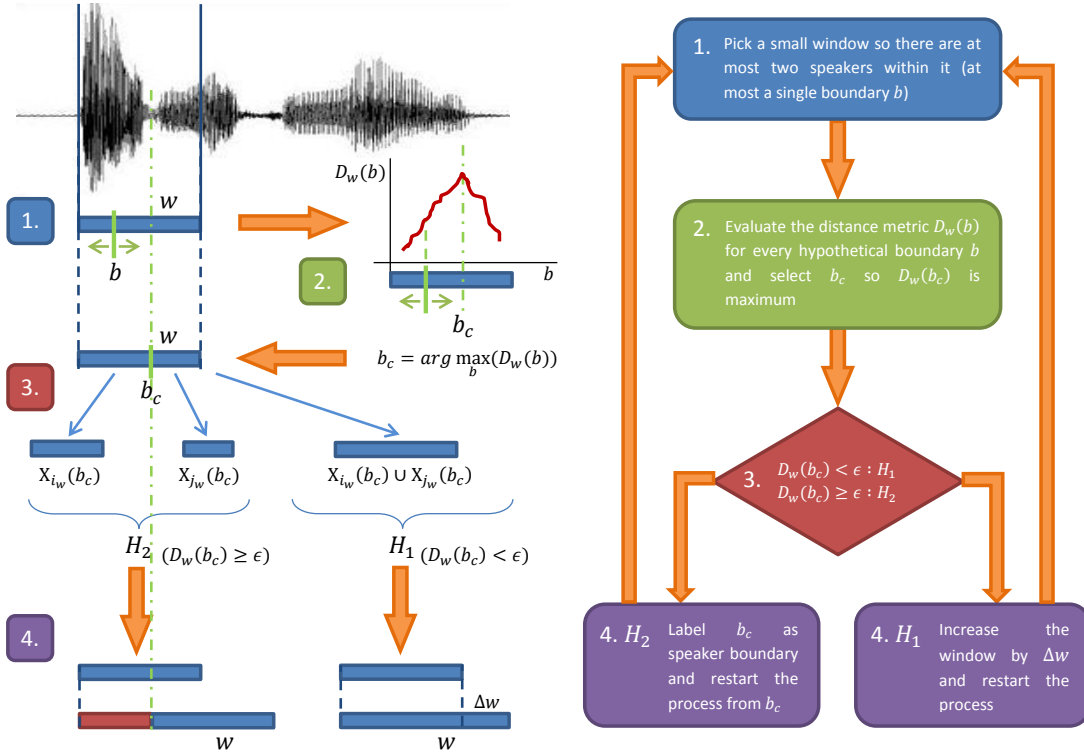 w
1.
b
D_w(b)
b
2.
b_c
b_c = arg max_b(D_w(b))
w
3.
b_c
X_{i_w}(b_c)
X_{j_w}(b_c)
X_{i_w}(b_c) ∪ X_{j_w}(b_c)
H_2 (D_w(b_c) ≥ ϵ)
H_1 (D_w(b_c) < ϵ)
4.
w
Δw
w
1. Pick a small window so there are at
most two speakers within it (at
most a single boundary b)
2. Evaluate the distance metric D_w(b)
for every hypothetical boundary b
and select b_c so D_w(b_c) is
maximum
3. D_w(b_c) < ϵ : H_1
D_w(b_c) ≥ ϵ : H_2
4. H_2 Label b_c as
speaker boundary
and restart the
process from b_c
4. H_1 Increase the
window by Δw
and restart the
process